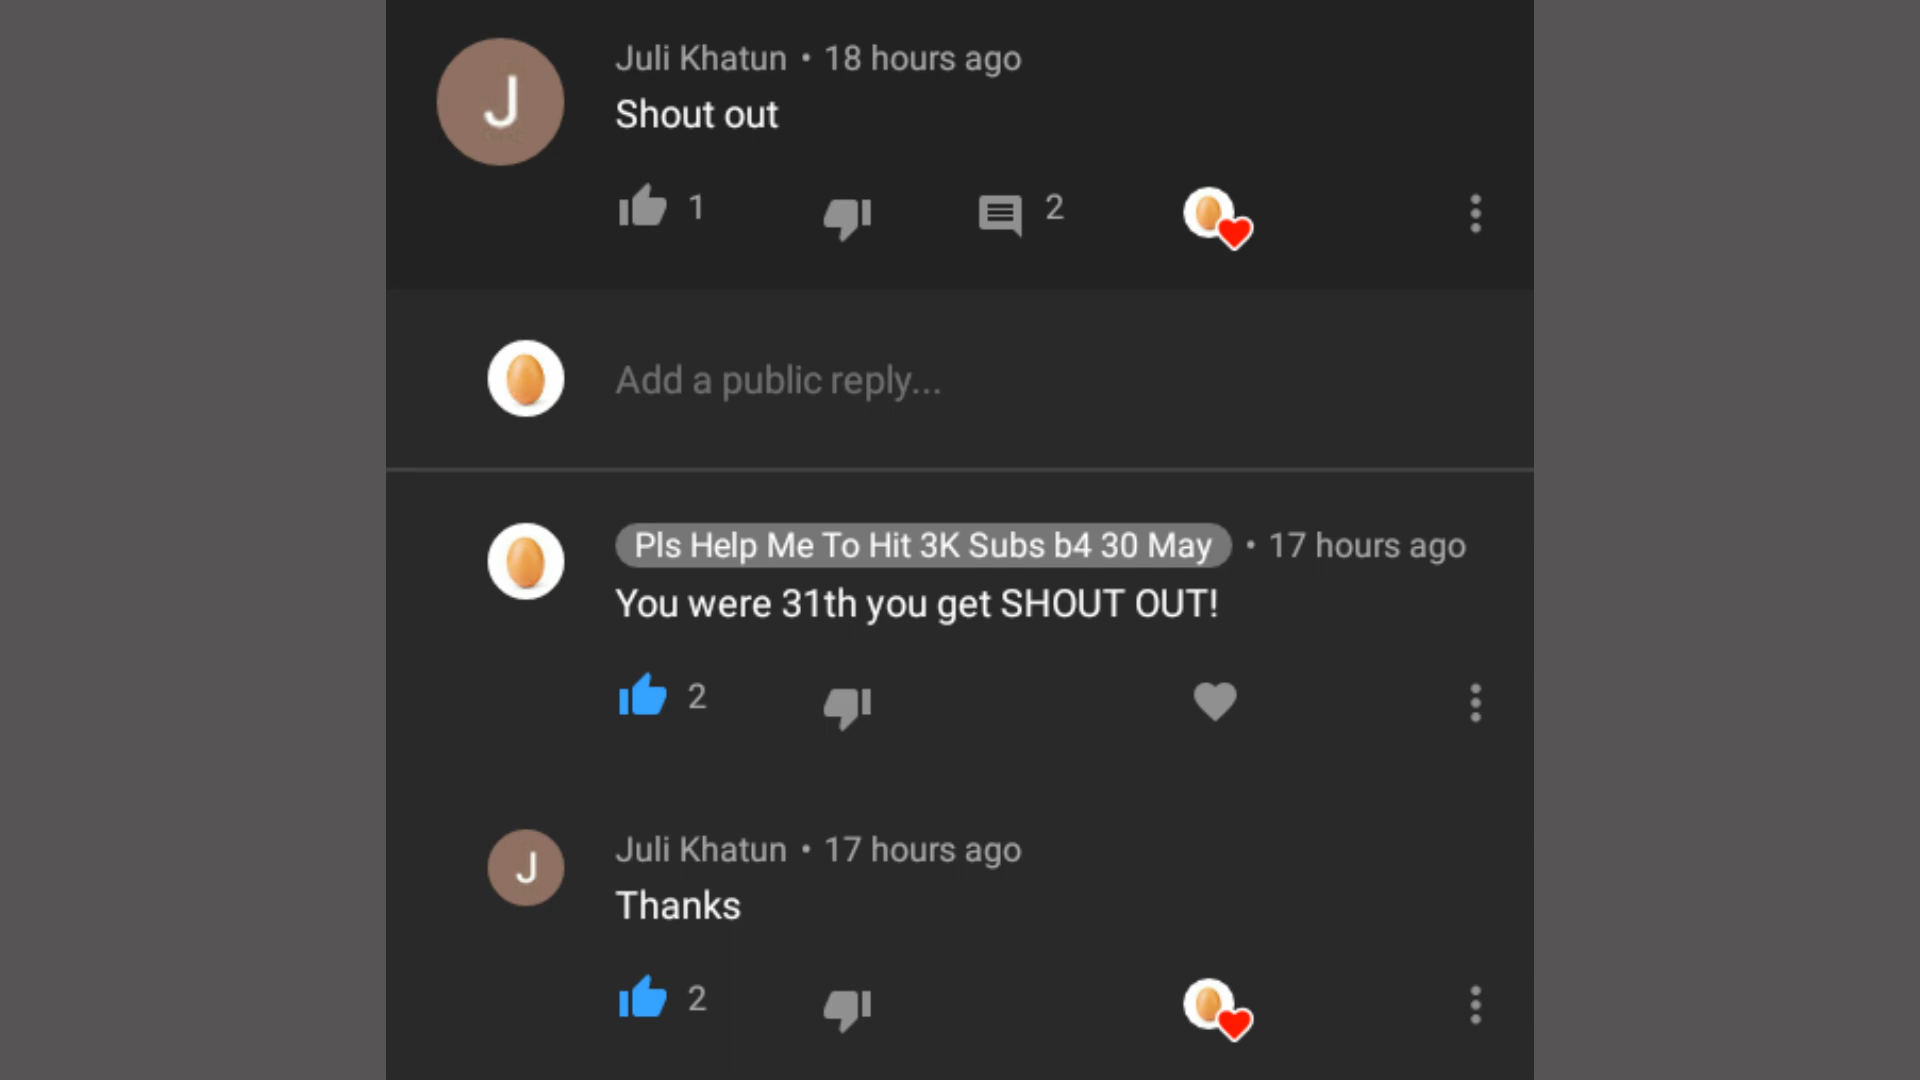 J
Juli Khatun • 18 hours ago
Shout out
1
2
Add a public reply...
Pls Help Me To Hit 3K Subs b4 30 May • 17 hours ago
You were 31th you get SHOUT OUT!
2
J
Juli Khatun • 17 hours ago
Thanks
2